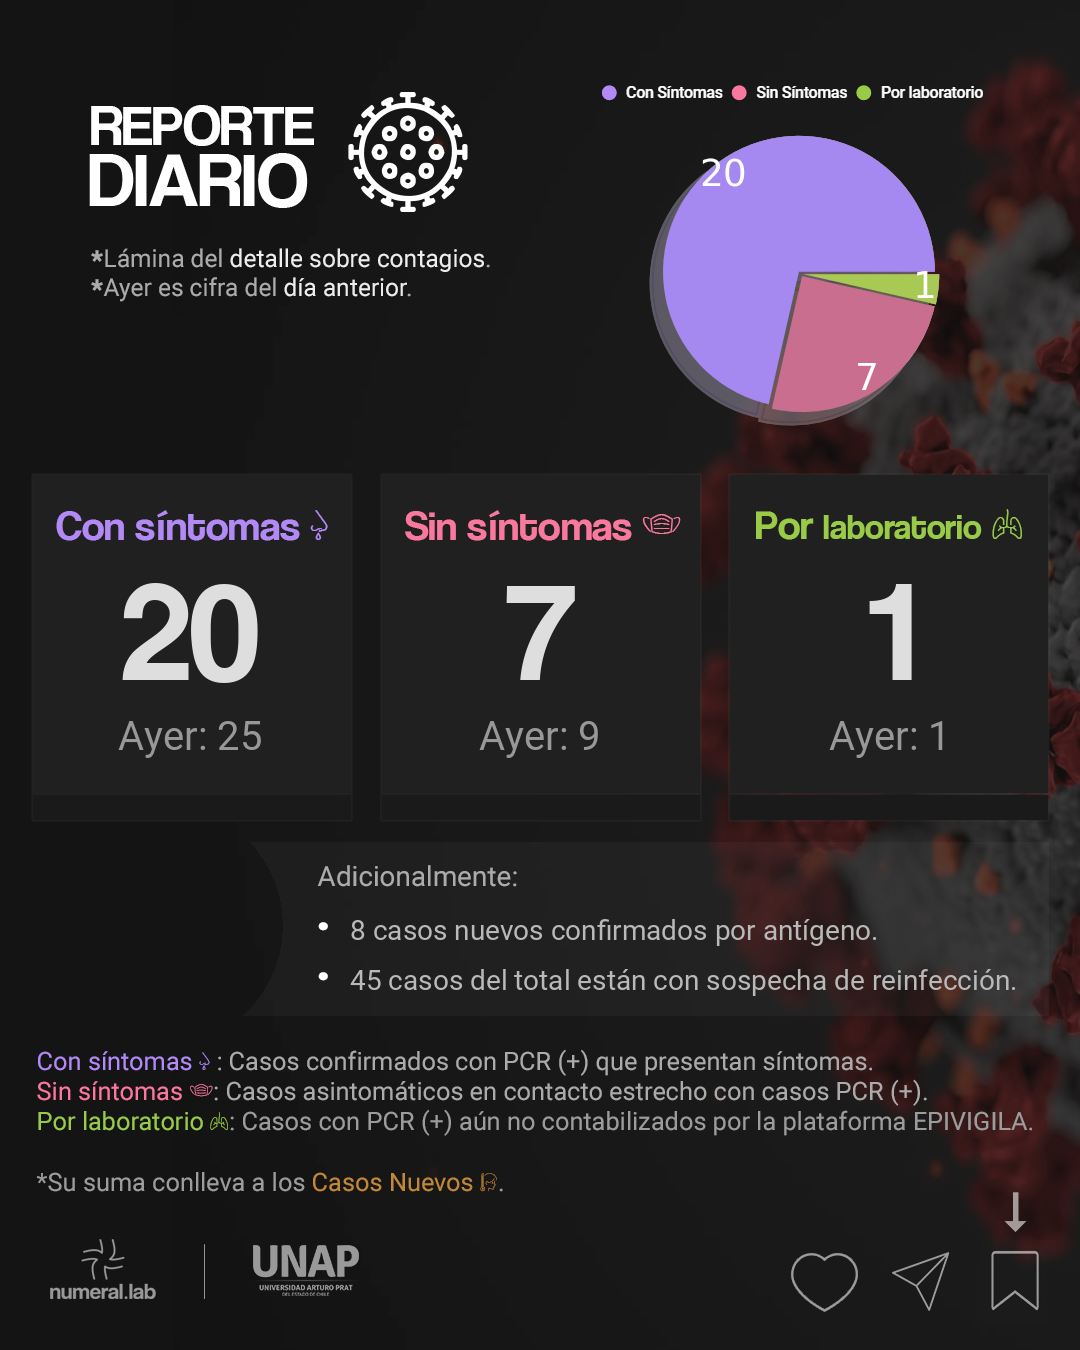 REPORTE
DIARIO
*Lámina del detalle sobre contagios.
*Ayer es cifra del día anterior.
Con Síntomas Sin Síntomas Por laboratorio
20
1
7
Con síntomas
20
Ayer: 25
Sin síntomas
7
Ayer: 9
Por laboratorio
1
Ayer: 1
Adicionalmente:
• 8 casos nuevos confirmados por antígeno.
• 45 casos del total están con sospecha de reinfección.
Con síntomas : Casos confirmados con PCR (+) que presentan síntomas.
Sin síntomas : Casos asintomáticos en contacto estrecho con casos PCR (+).
Por laboratorio : Casos con PCR (+) aún no contabilizados por la plataforma EPIVIGILA.
*Su suma conlleva a los Casos Nuevos .
numeral.lab
UNAP
UNIVERSIDAD ARTURO PRAT
DEL ESTADO DE CHILE